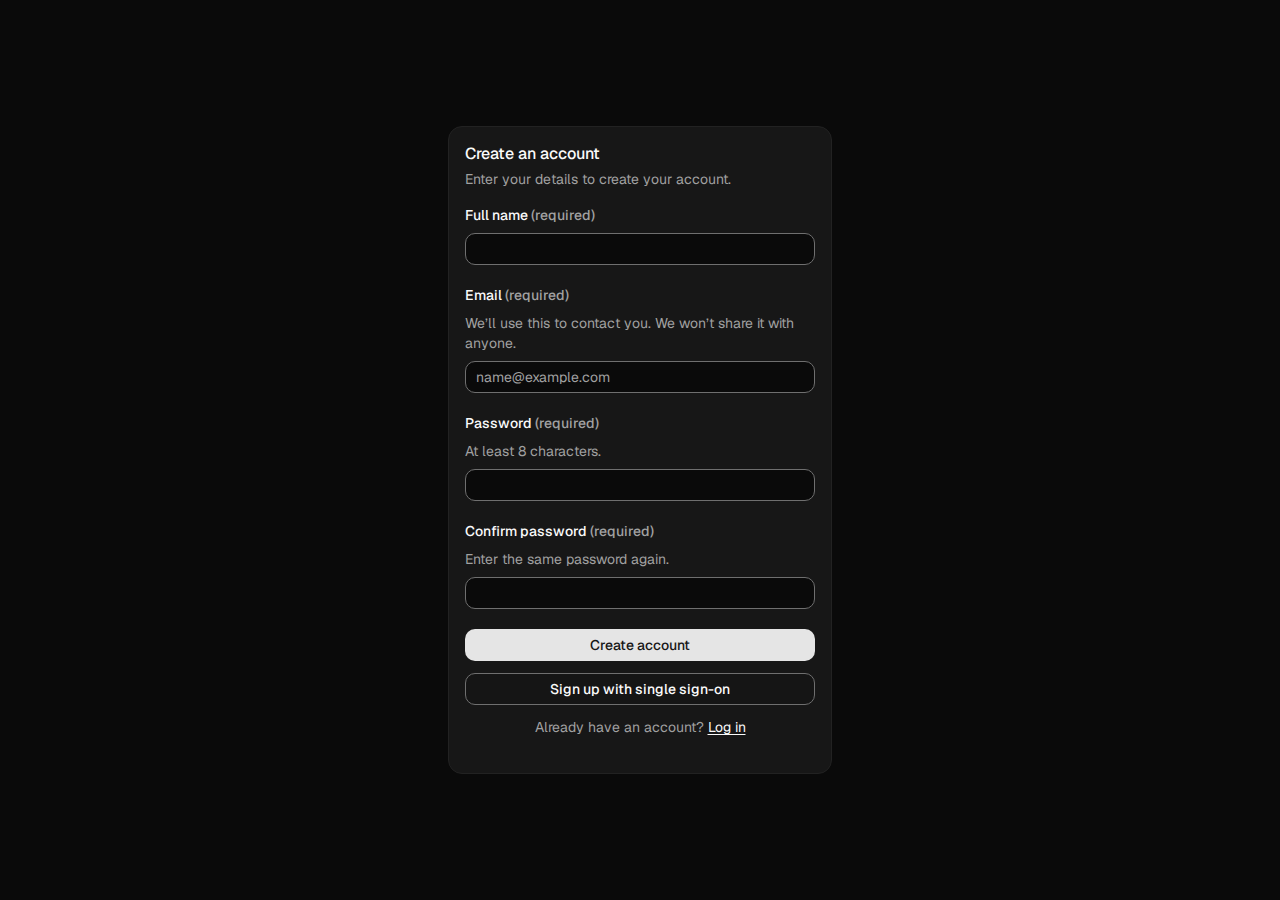 Create an account
Enter your details to create your account.
Full name (required)
Email (required)
We'll use this to contact you. We won't share it with
anyone.
name@example.com
Password (required)
At least 8 characters.
Confirm password (required)
Enter the same password again.
Create account
Sign up with single sign-on
Already have an account? Log in